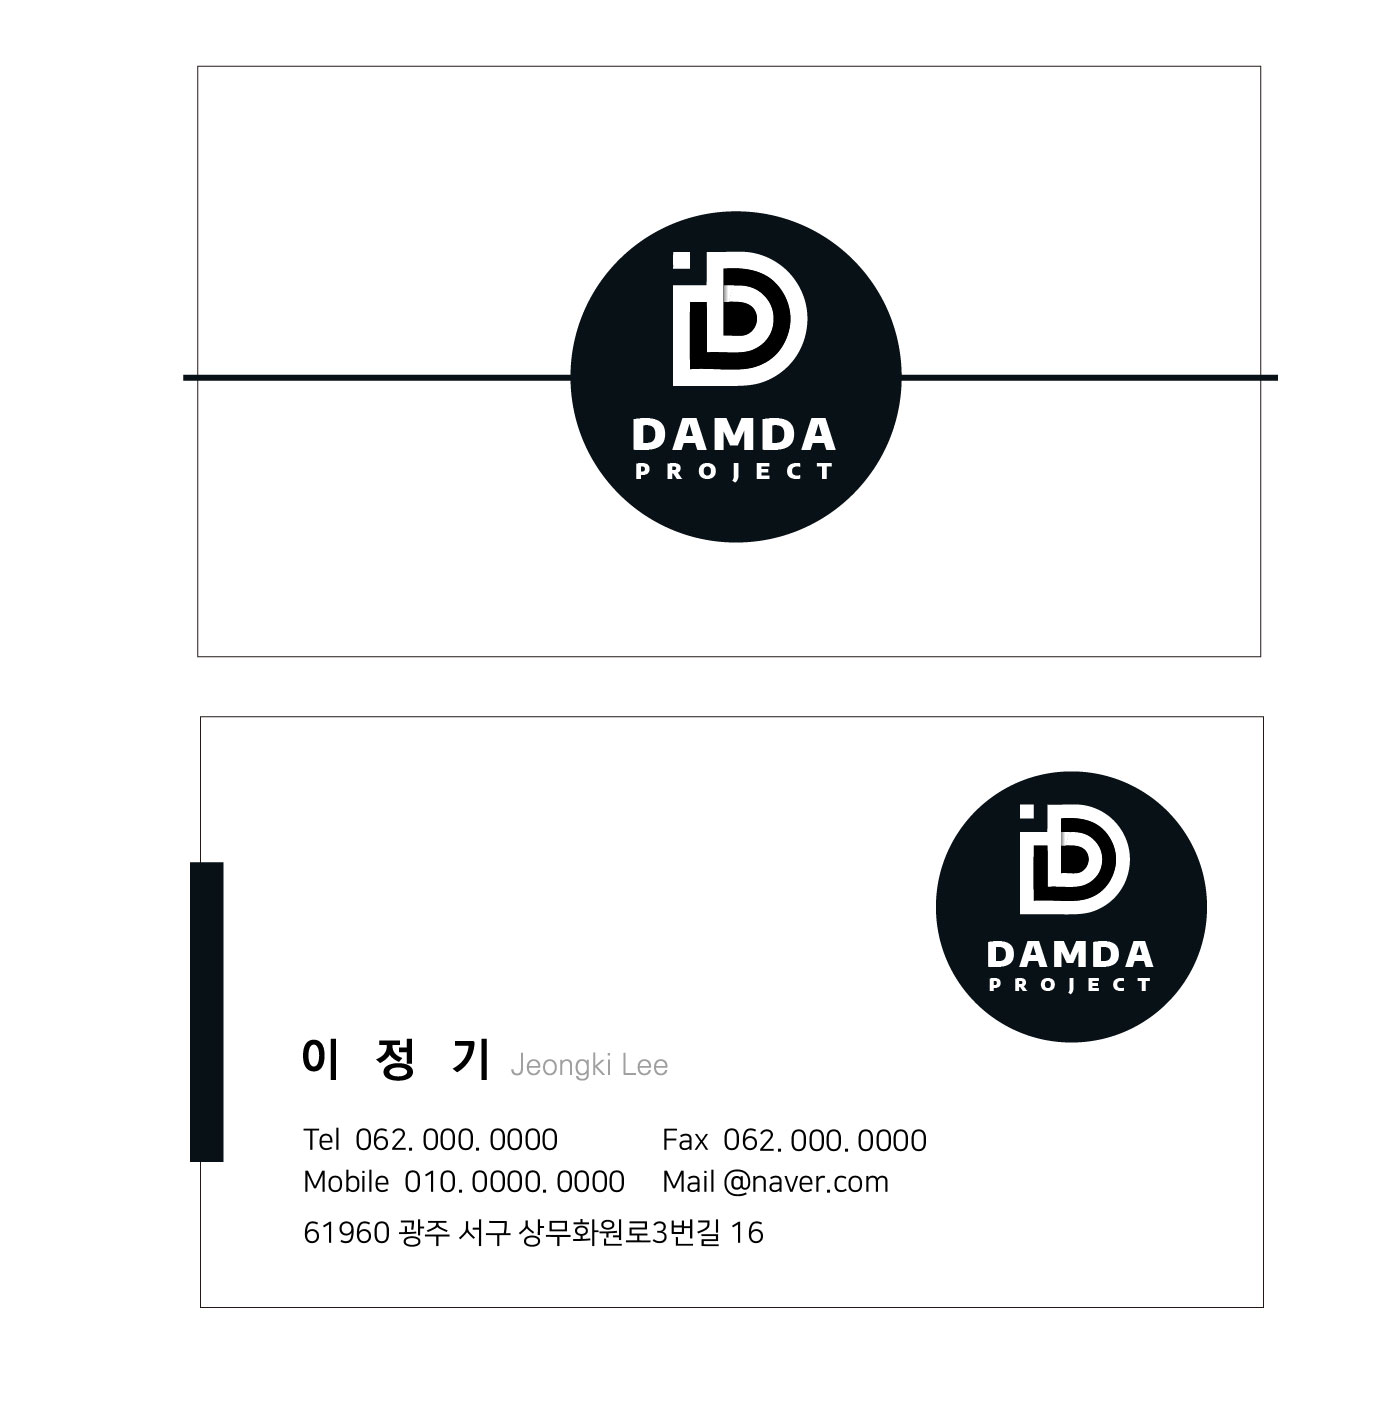 DAMDA
PROJECT
DAMDA
PROJECT
이 정 기 Jeongki Lee
Tel 062. 000. 0000 Fax 062. 000. 0000
Mobile 010. 0000. 0000 Mail @naver.com
61960 광주 서구 상무화원로3번길 16